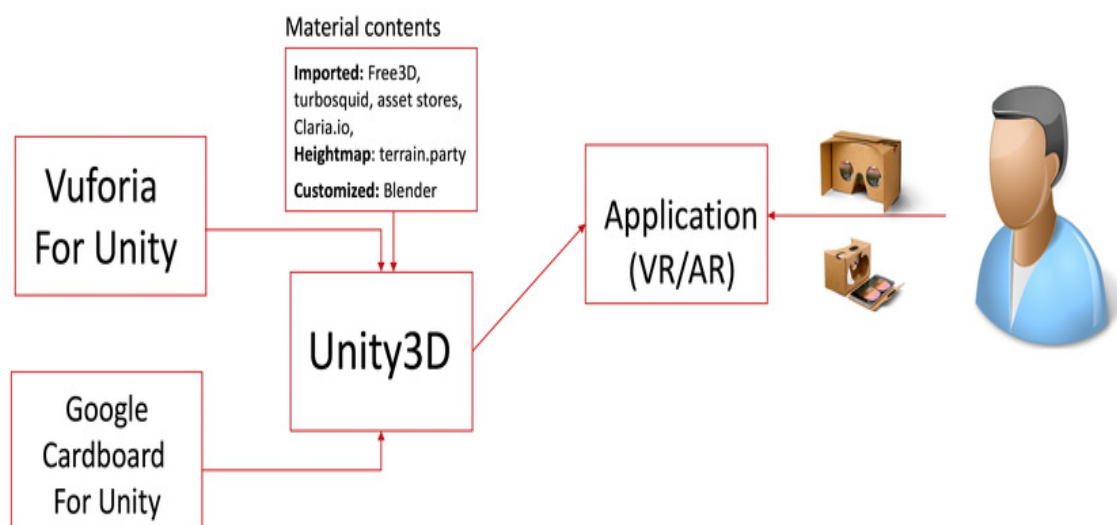 Material contents
Imported: Free3D,
turbosquid, asset stores,
Claria.io,
Heightmap: terrain.party
Customized: Blender
Vuforia
For Unity
Unity3D
Google
Cardboard
For Unity
Application
(VR/AR)